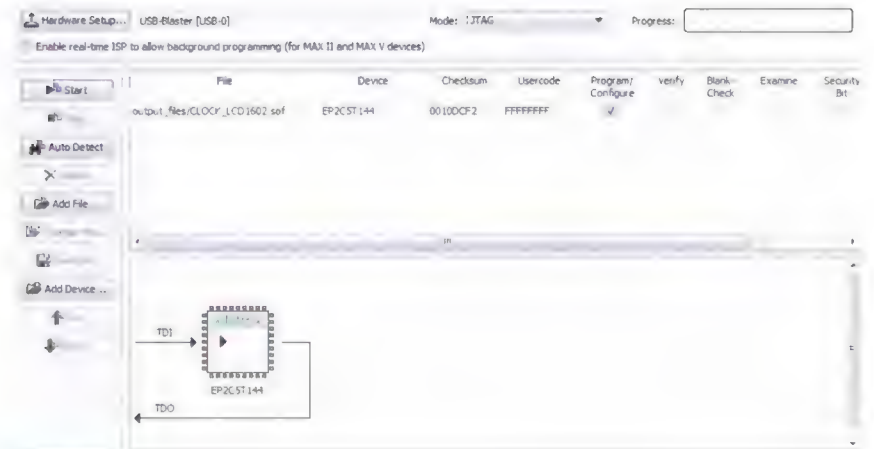 Hardware Setup... USB-Blaster [USB-0] Mode: JTAG Progress:
Enable real-time ISP to allow background programming (for MAX II and MAX V devices)
Start
Auto Detect
Add File
Add Device ..
File Device Checksum Usercode Program/ Configure Verify Blank- Check Examine Security Bit
output_files/CLOCK_LCD1602.sof EP2C5T144 0010DCF2 FFFFFFFF
TDI
EP2C5T144
TDO